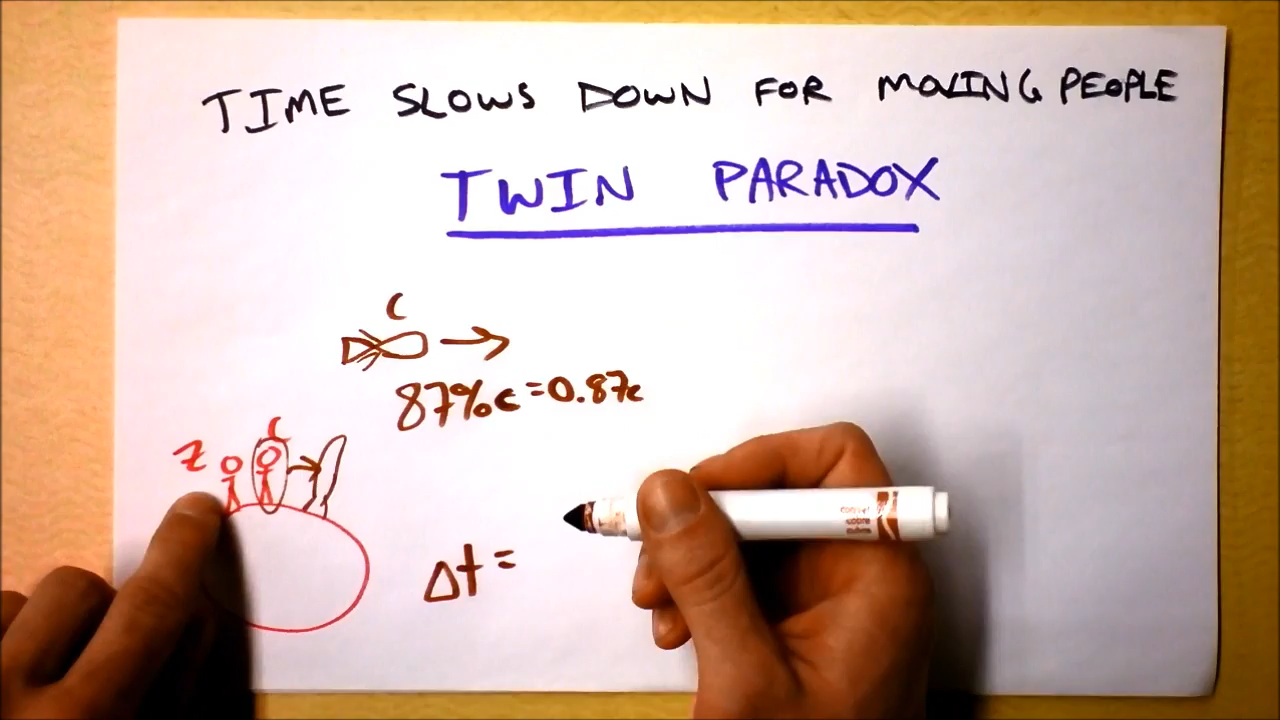 TIME SLOWS DOWN FOR MOVING PEOPLE
TWIN PARADOX
C
87%c=0.87c
Z C
Δt=